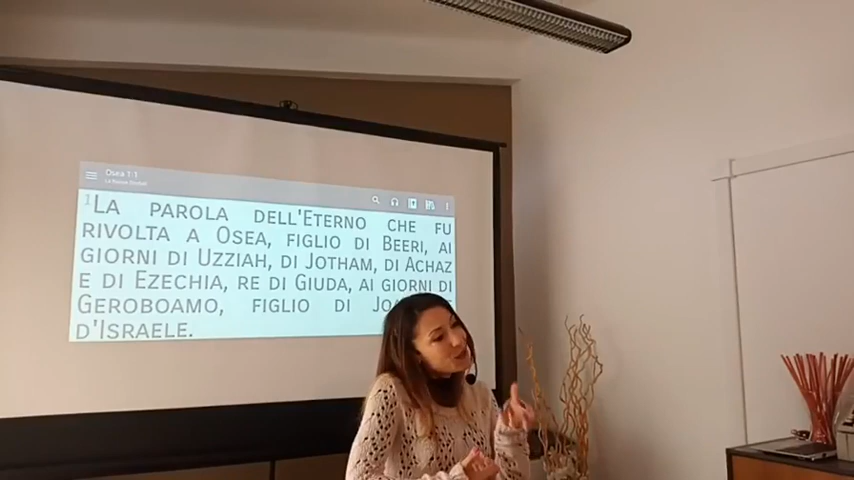 Osea 1:1
La Nuova Diodati
1LA PAROLA DELL'ETERNO CHE FU
RIVOLTA A OSEA, FIGLIO DI BEERI, AI
GIORNI DI UZZIAH, DI JOTHAM, DI ACHAZ
E DI EZECHIA, RE DI GIUDA, AI GIORNI DI
GEROBOAMO, FIGLIO DI
D'ISRAELE.